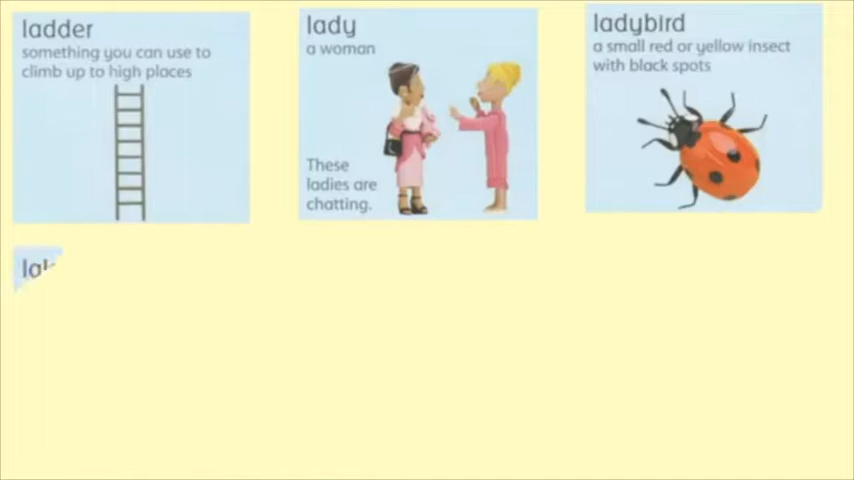 ladder
something you can use to
climb up to high places
lady
a woman
These
ladies are
chatting.
ladybird
a small red or yellow insect
with black spots